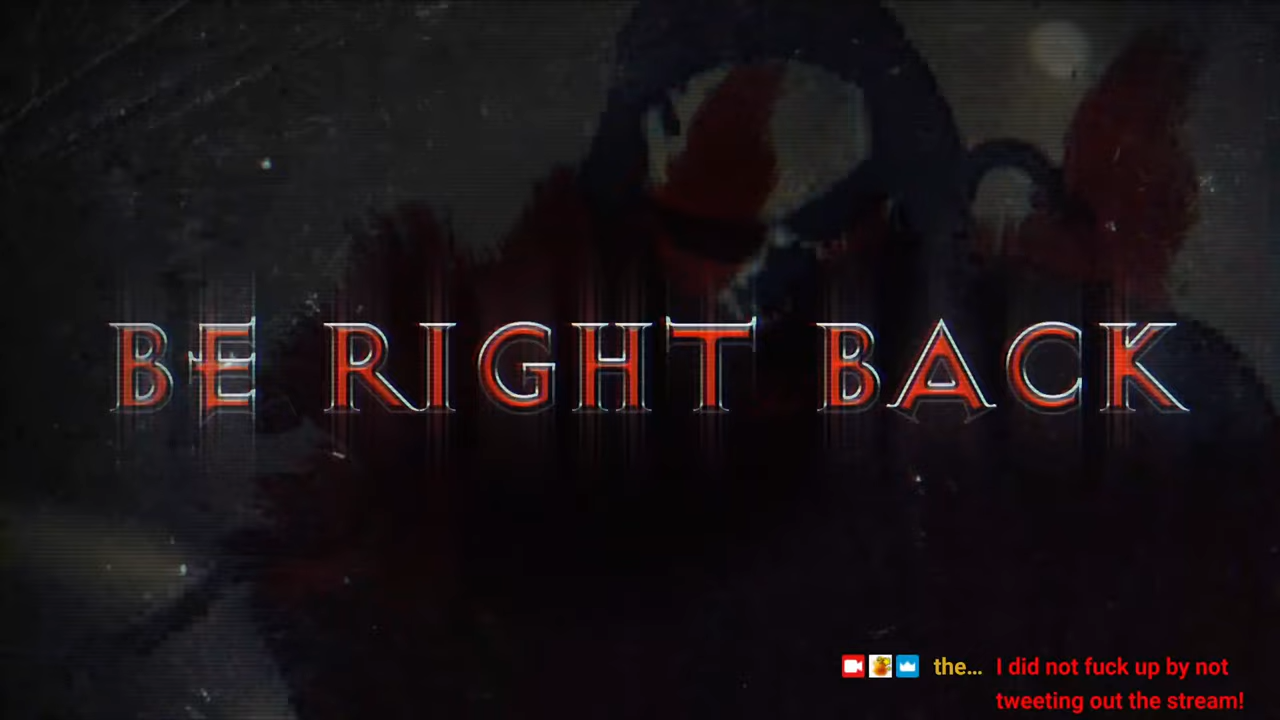 BE RIGHT BACK
the... I did not fuck up by not
tweeting out the stream!